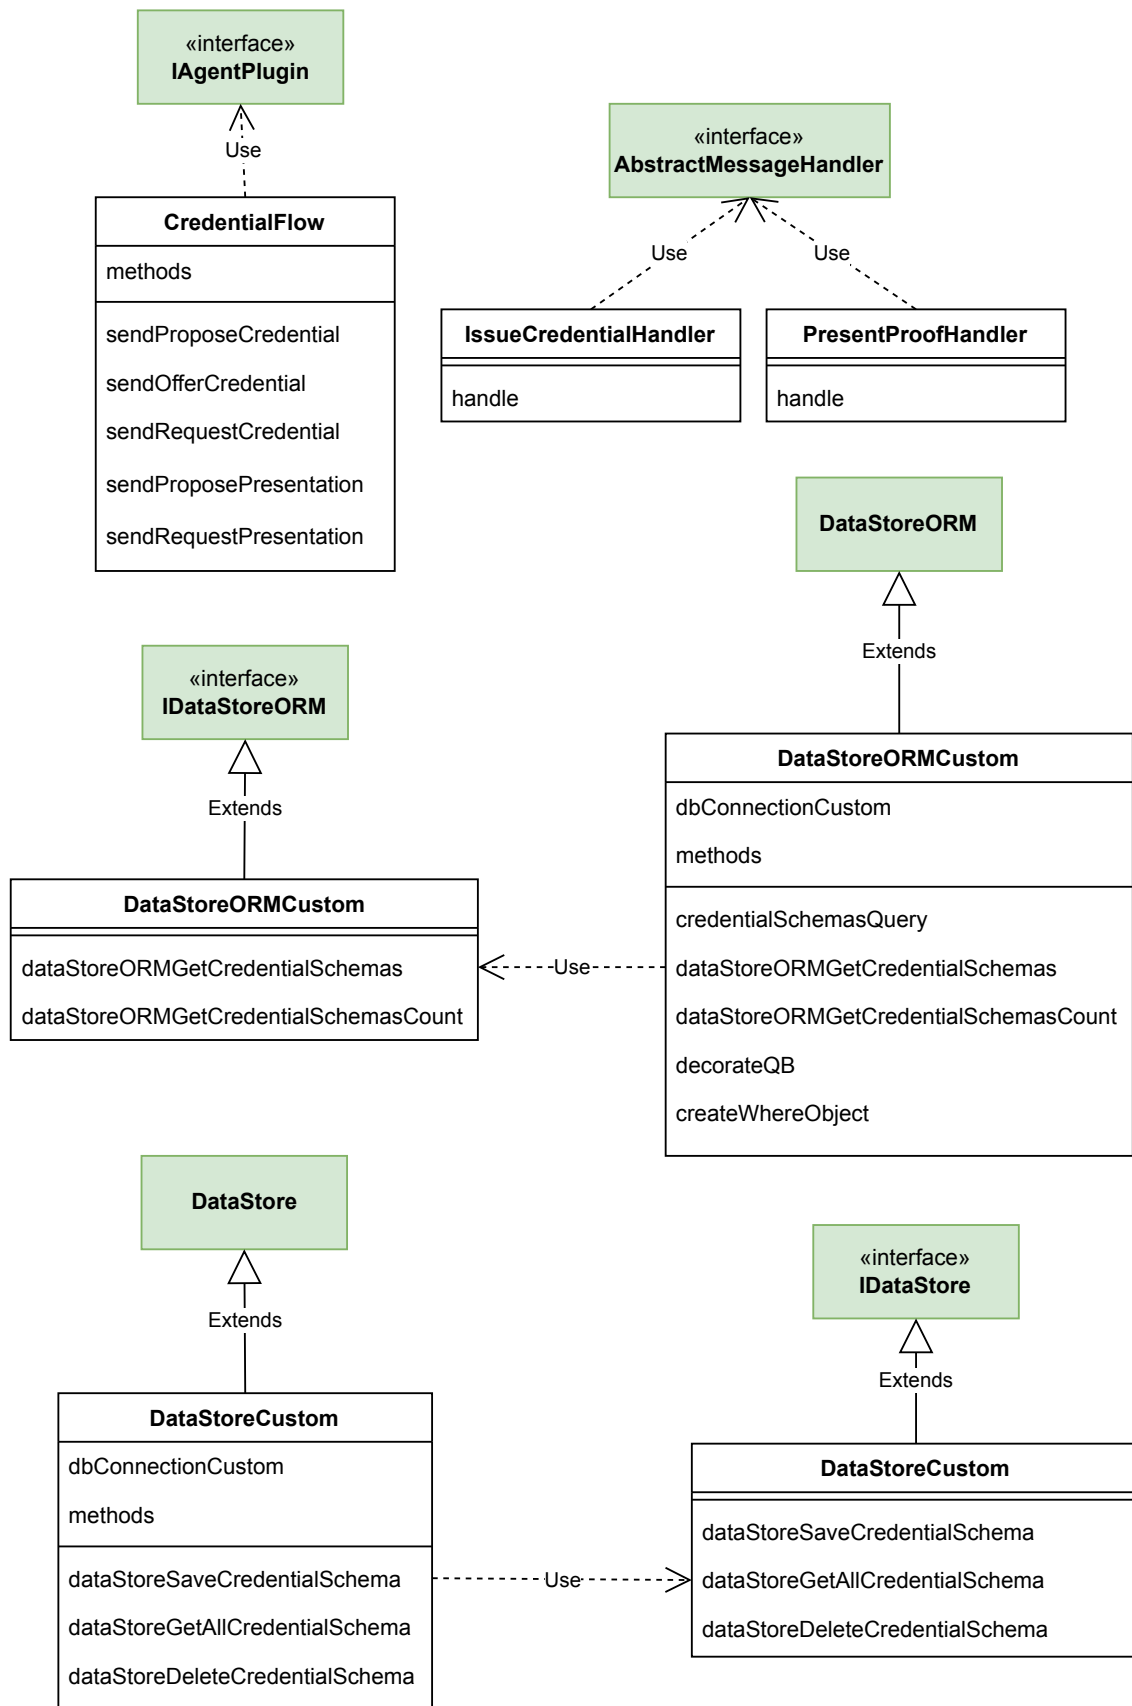 «interface»
IAgentPlugin
Use
CredentialFlow
methods
sendProposeCredential
sendOfferCredential
sendRequestCredential
sendProposePresentation
sendRequestPresentation
«interface»
AbstractMessageHandler
Use
Use
IssueCredentialHandler
handle
PresentProofHandler
handle
DataStoreORM
Extends
«interface»
IDataStoreORM
Extends
DataStoreORMCustom
dataStoreORMGetCredentialSchemas
dataStoreORMGetCredentialSchemasCount
Use
DataStoreORMCustom
dbConnectionCustom
methods
credentialSchemasQuery
dataStoreORMGetCredentialSchemas
dataStoreORMGetCredentialSchemasCount
decorateQB
createWhereObject
DataStore
Extends
DataStoreCustom
dbConnectionCustom
methods
dataStoreSaveCredentialSchema
dataStoreGetAllCredentialSchema
dataStoreDeleteCredentialSchema
Use
«interface»
IDataStore
Extends
DataStoreCustom
dataStoreSaveCredentialSchema
dataStoreGetAllCredentialSchema
dataStoreDeleteCredentialSchema